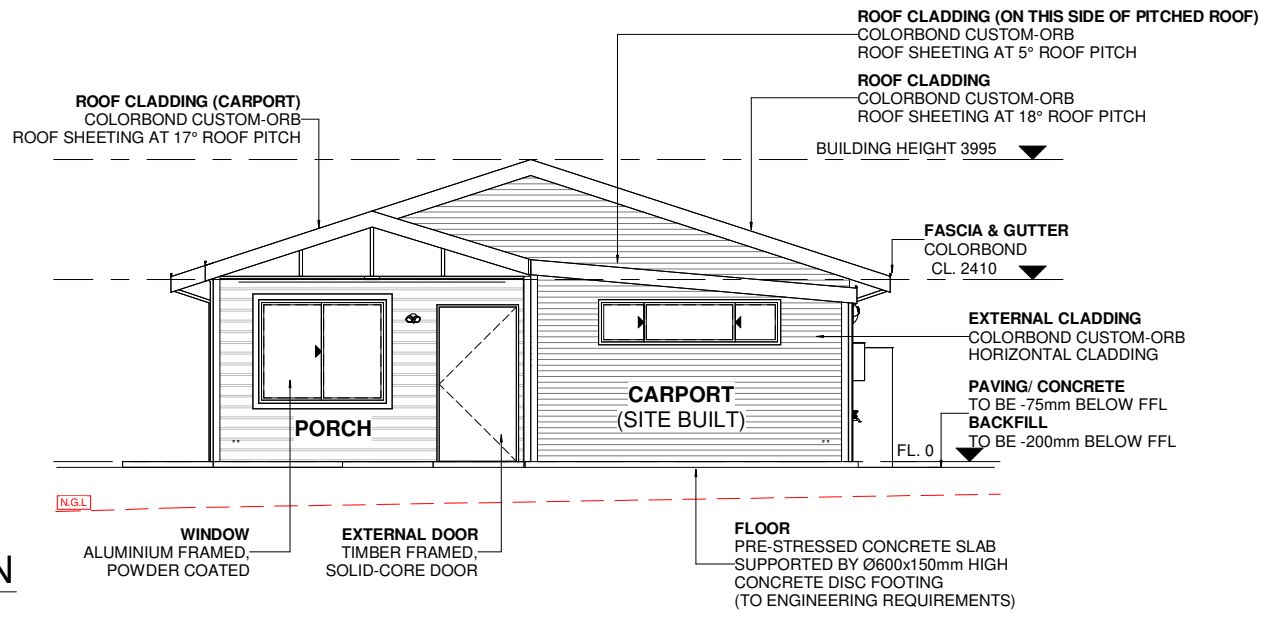 ROOF CLADDING (ON THIS SIDE OF PITCHED ROOF)
COLORBOND CUSTOM-ORB
ROOF SHEETING AT 5° ROOF PITCH
ROOF CLADDING
COLORBOND CUSTOM-ORB
ROOF SHEETING AT 18° ROOF PITCH
ROOF CLADDING (CARPORT)
COLORBOND CUSTOM-ORB
ROOF SHEETING AT 17° ROOF PITCH
BUILDING HEIGHT 3995
FASCIA & GUTTER
COLORBOND
CL. 2410
EXTERNAL CLADDING
COLORBOND CUSTOM-ORB
HORIZONTAL CLADDING
PAVING/ CONCRETE
TO BE -75mm BELOW FFL
BACKFILL
TO BE -200mm BELOW FFL
CARPORT
(SITE BUILT)
PORCH
FL. 0
N.G.L
WINDOW
ALUMINIUM FRAMED,
POWDER COATED
EXTERNAL DOOR
TIMBER FRAMED,
SOLID-CORE DOOR
FLOOR
PRE-STRESSED CONCRETE SLAB
SUPPORTED BY Ø600x150mm HIGH
CONCRETE DISC FOOTING
(TO ENGINEERING REQUIREMENTS)
N